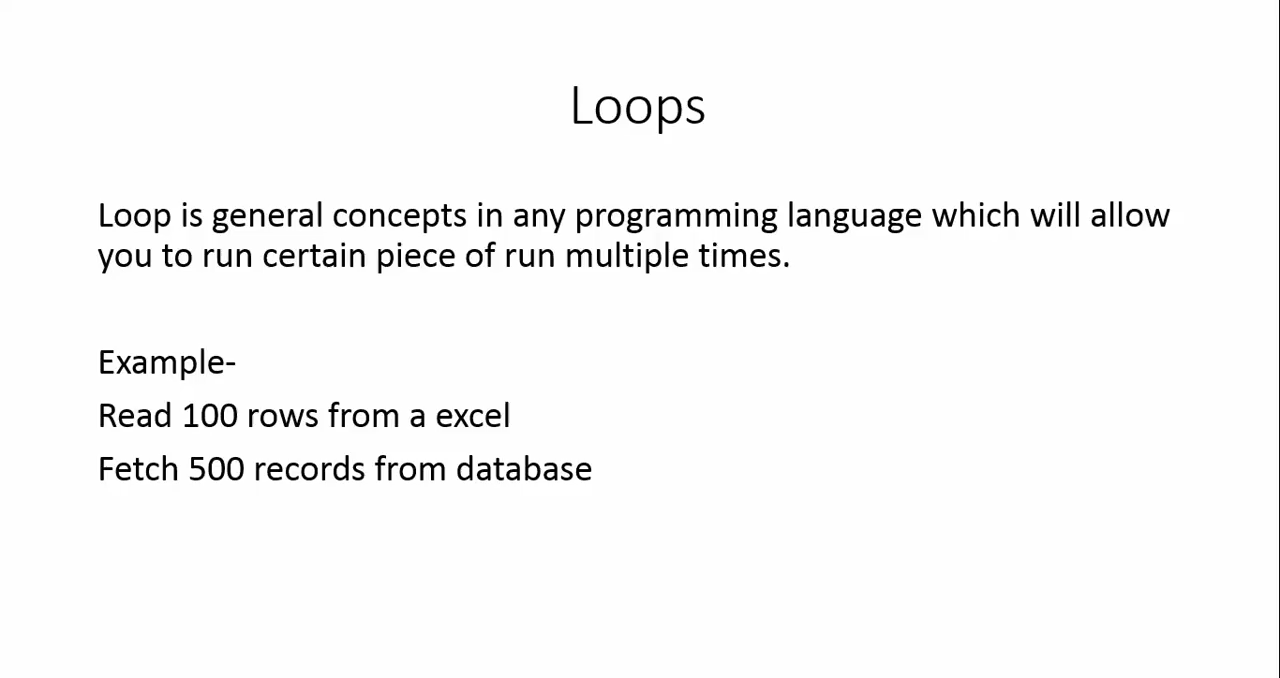 Loops
Loop is general concepts in any programming language which will allow
you to run certain piece of run multiple times.
Example-
Read 100 rows from a excel
Fetch 500 records from database